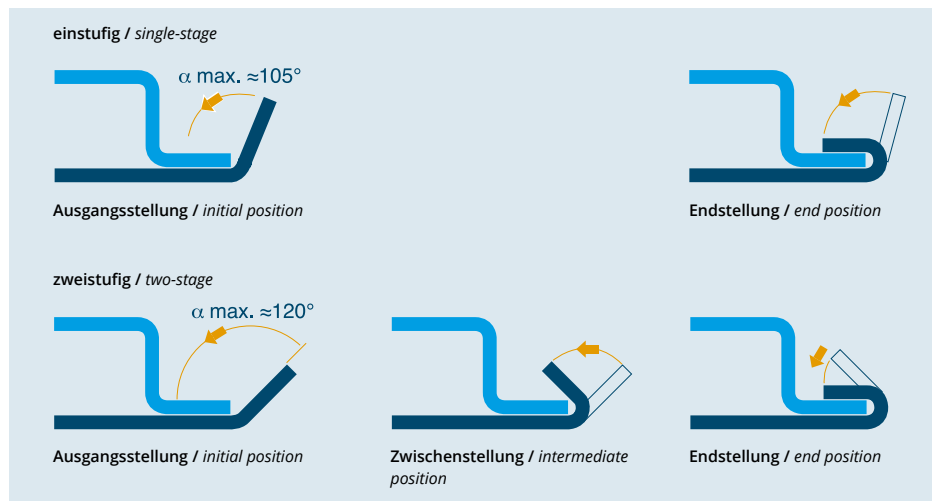 einstufig / single-stage
α max. ≈105°
Ausgangsstellung / initial position
Endstellung / end position
zweistufig / two-stage
α max. ≈120°
Ausgangsstellung / initial position
Zwischenstellung / intermediate
position
Endstellung / end position